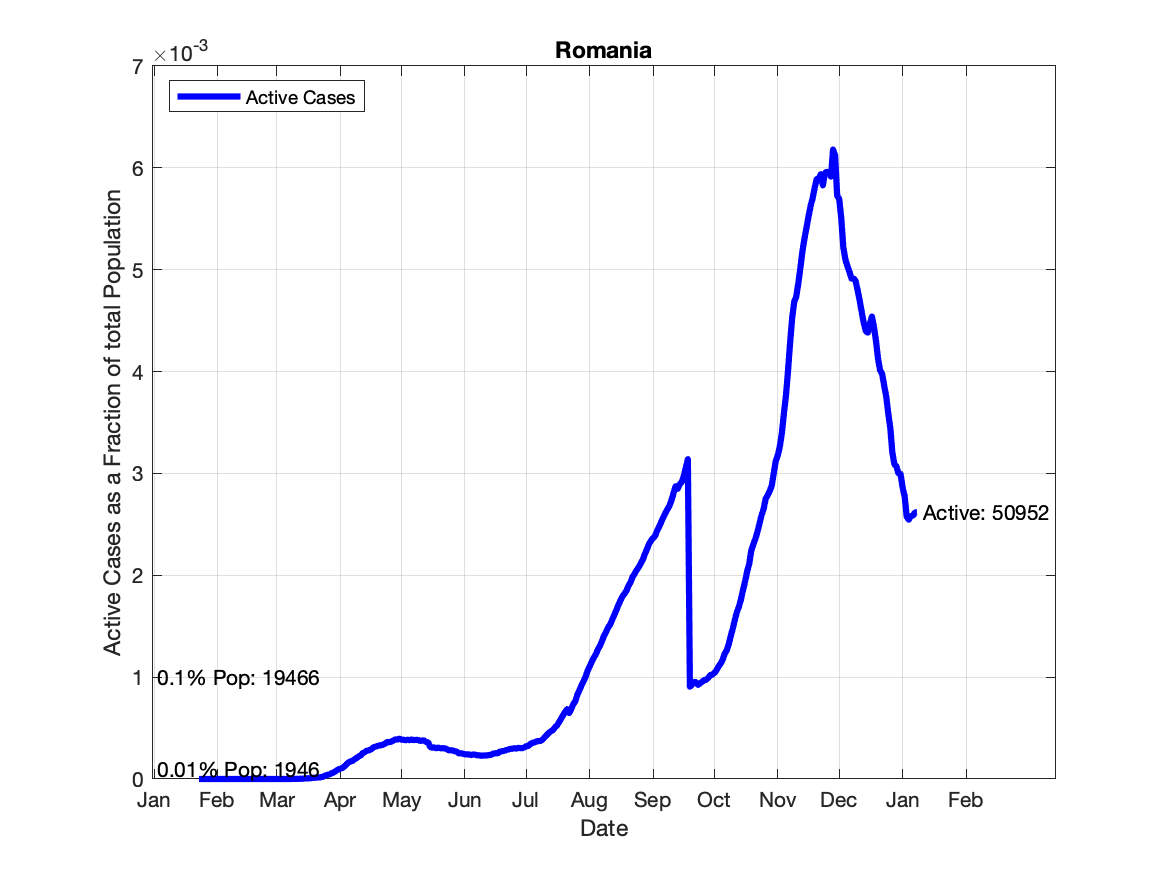 Romania
×10-3
7
Active Cases
6
5
4
3
2
1
0
Active Cases as a Fraction of total Population
Active: 50952
0.1% Pop: 19466
0.01% Pop: 1946
Jan Feb Mar Apr May Jun Jul Aug Sep Oct Nov Dec Jan Feb
Date